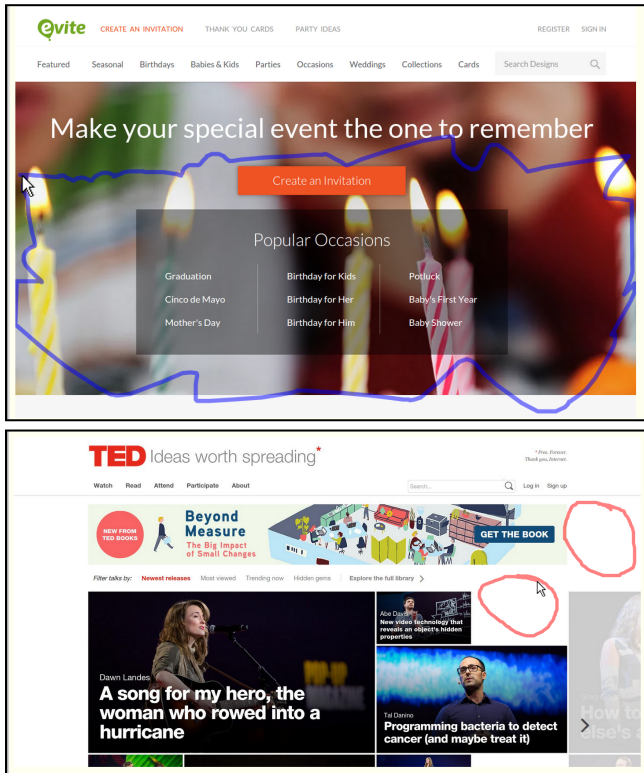 evite CREATE AN INVITATION THANK YOU CARDS PARTY IDEAS REGISTER SIGN IN
Featured Seasonal Birthdays Babies & Kids Parties Occasions Weddings Collections Cards Search Designs
Make your special event the one to remember
Create an Invitation
Popular Occasions
Graduation Birthday for Kids Potluck
Cinco de Mayo Birthday for Her Baby's First Year
Mother's Day Birthday for Him Baby Shower
TED Ideas worth spreading*
* Free. Forever.
Thank you, Internet.
Watch Read Attend Participate About Search... Log in Sign up
NEW FROM
TED BOOKS
Beyond
Measure
The Big Impact
of Small Changes
GET THE BOOK
Filter talks by: Newest releases Most viewed Trending now Hidden gems Explore the full library
Abe Davis
New video technology that
reveals an object's hidden
properties
Dawn Landes
A song for my hero, the
woman who rowed into a
hurricane
Tal Danino
Programming bacteria to detect
cancer (and maybe treat it)
How to
else's